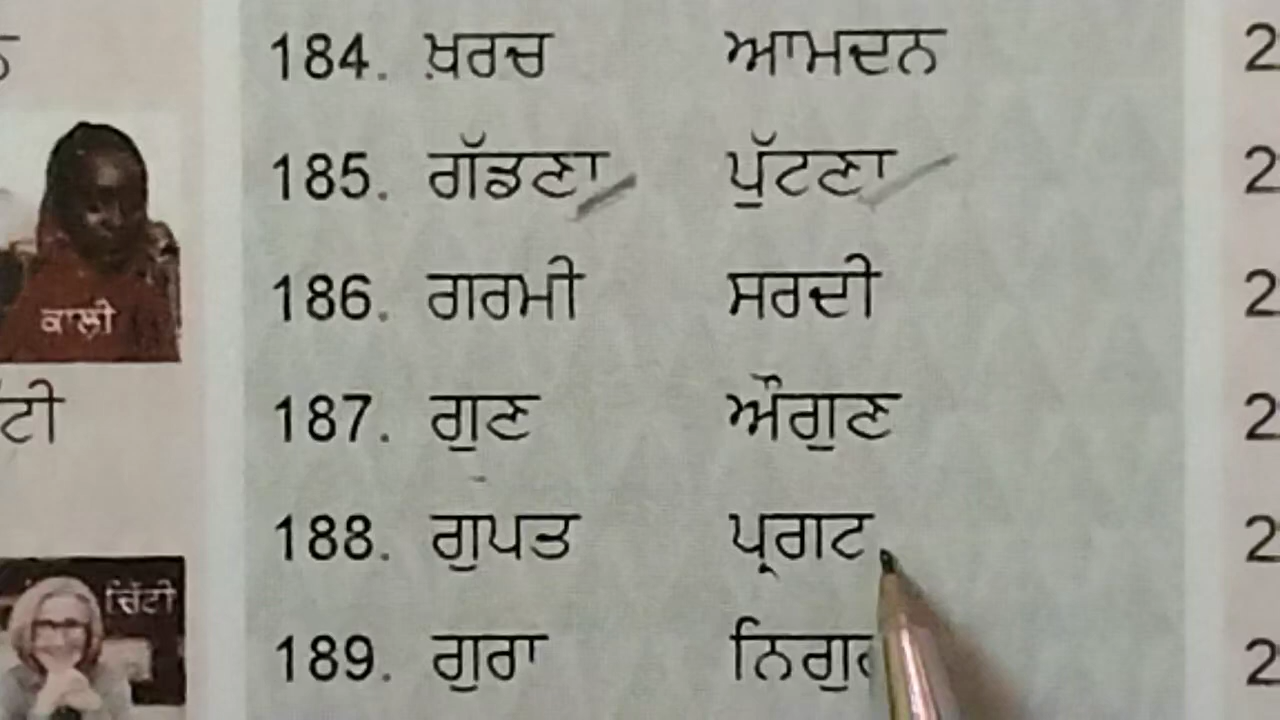 184. ਖ਼ਰਚ ਆਮਦਨ
185. ਗੱਡਣਾ ਪੁੱਟਣਾ
186. ਗਰਮੀ ਸਰਦੀ
187. ਗੁਣ ਔਗੁਣ
188. ਗੁਪਤ ਪ੍ਰਗਟ
189. ਗੁਰਾ
ਕਾਲ਼ੀ
ਚਿੱਟੀ